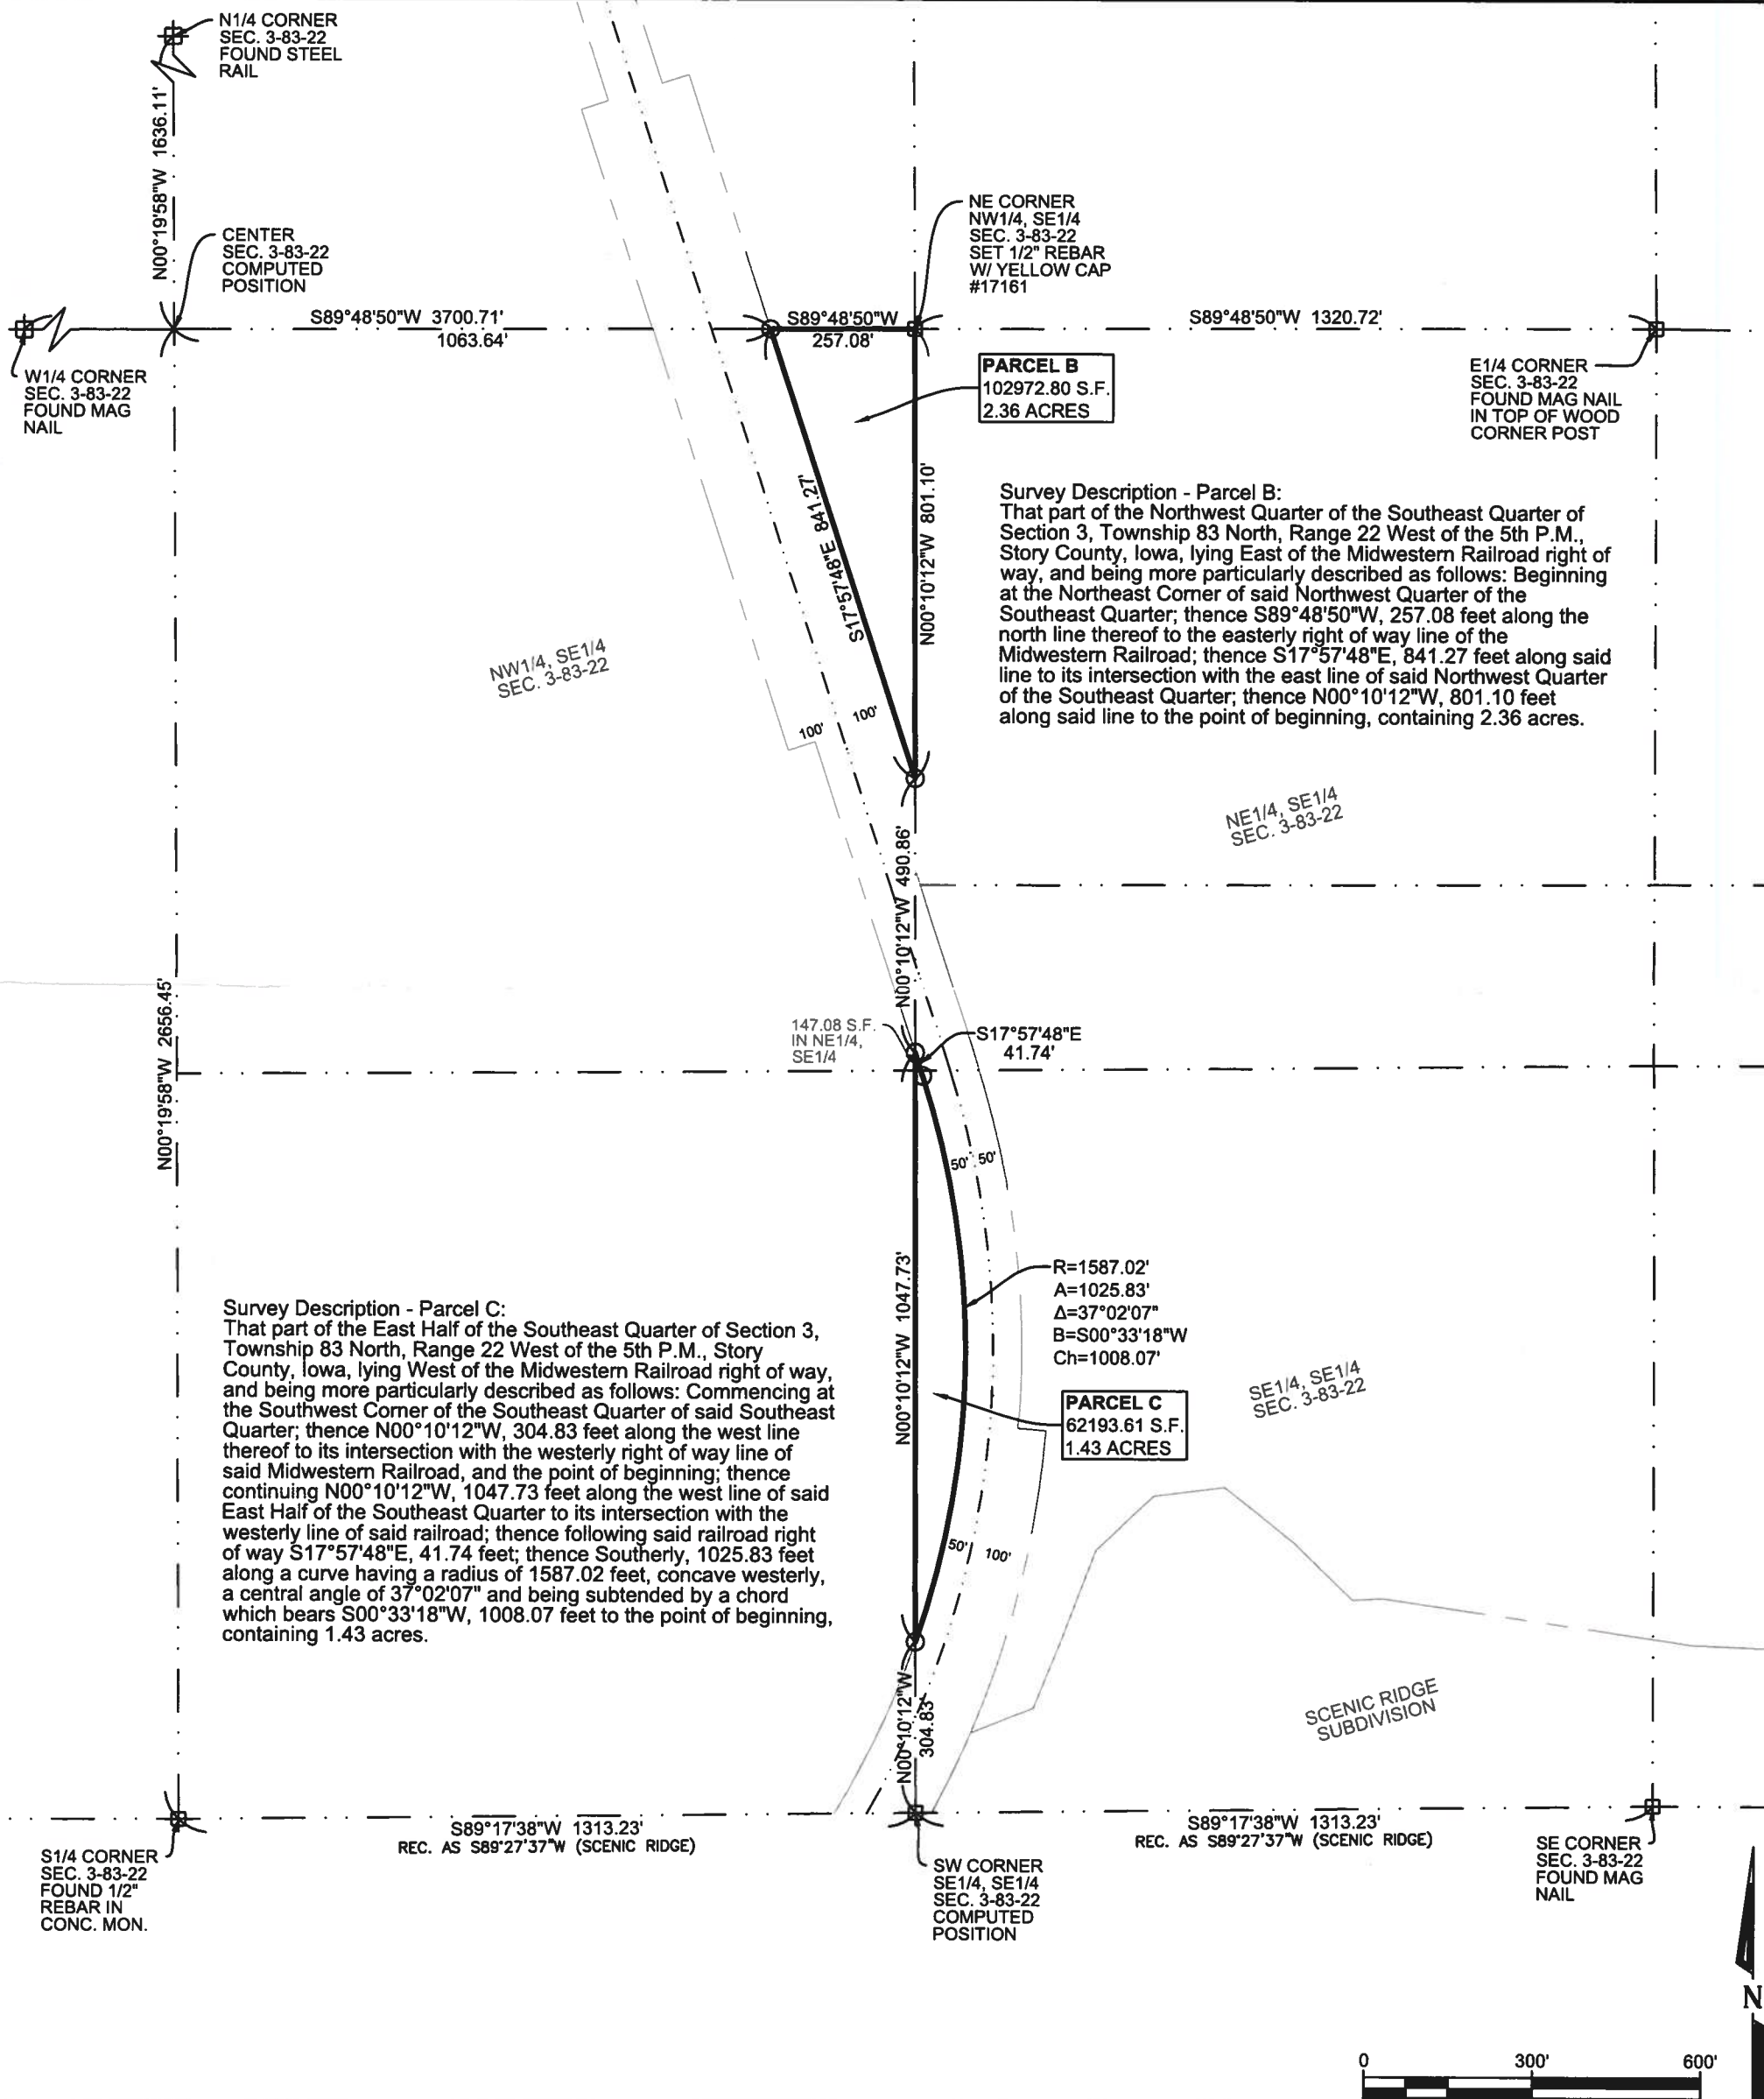 N1/4 CORNER
SEC. 3-83-22
FOUND STEEL
RAIL
N00°19'58"W 1636.11'
CENTER
SEC. 3-83-22
COMPUTED
POSITION
NE CORNER
NW1/4, SE1/4
SEC. 3-83-22
SET 1/2" REBAR
W/ YELLOW CAP
#17161
S89°48'50"W 3700.71'
1063.64'
S89°48'50"W
257.08'
S89°48'50"W 1320.72'
W1/4 CORNER
SEC. 3-83-22
FOUND MAG
NAIL
PARCEL B
102972.80 S.F.
2.36 ACRES
E1/4 CORNER
SEC. 3-83-22
FOUND MAG NAIL
IN TOP OF WOOD
CORNER POST
S17°57'48"E 841.27'
N00°10'12"W 801.10'
Survey Description - Parcel B:
That part of the Northwest Quarter of the Southeast Quarter of
Section 3, Township 83 North, Range 22 West of the 5th P.M.,
Story County, Iowa, lying East of the Midwestern Railroad right of
way, and being more particularly described as follows: Beginning
at the Northeast Corner of said Northwest Quarter of the
Southeast Quarter; thence S89°48'50"W, 257.08 feet along the
north line thereof to the easterly right of way line of the
Midwestern Railroad; thence S17°57'48"E, 841.27 feet along said
line to its intersection with the east line of said Northwest Quarter
of the Southeast Quarter; thence N00°10'12"W, 801.10 feet
along said line to the point of beginning, containing 2.36 acres.
NW1/4, SE1/4
SEC. 3-83-22
100' 100'
NE1/4, SE1/4
SEC. 3-83-22
N00°10'12"W 490.86'
N00°19'58"W 2656.45'
147.08 S.F.
IN NE1/4,
SE1/4
S17°57'48"E
41.74'
50' 50'
N00°10'12"W 1047.73'
R=1587.02'
A=1025.83'
Δ=37°02'07"
B=S00°33'18"W
Ch=1008.07'
Survey Description - Parcel C:
That part of the East Half of the Southeast Quarter of Section 3,
Township 83 North, Range 22 West of the 5th P.M., Story
County, Iowa, lying West of the Midwestern Railroad right of way,
and being more particularly described as follows: Commencing at
the Southwest Corner of the Southeast Quarter of said Southeast
Quarter; thence N00°10'12"W, 304.83 feet along the west line
thereof to its intersection with the westerly right of way line of
said Midwestern Railroad, and the point of beginning; thence
continuing N00°10'12"W, 1047.73 feet along the west line of said
East Half of the Southeast Quarter to its intersection with the
westerly line of said railroad; thence following said railroad right
of way S17°57'48"E, 41.74 feet; thence Southerly, 1025.83 feet
along a curve having a radius of 1587.02 feet, concave westerly,
a central angle of 37°02'07" and being subtended by a chord
which bears S00°33'18"W, 1008.07 feet to the point of beginning,
containing 1.43 acres.
SE1/4, SE1/4
SEC. 3-83-22
PARCEL C
62193.61 S.F.
1.43 ACRES
50' 100'
N00°10'12"W
304.83'
SCENIC RIDGE
SUBDIVISION
S89°17'38"W 1313.23'
REC. AS S89°27'37"W (SCENIC RIDGE)
S89°17'38"W 1313.23'
REC. AS S89°27'37"W (SCENIC RIDGE)
S1/4 CORNER
SEC. 3-83-22
FOUND 1/2"
REBAR IN
CONC. MON.
SW CORNER
SE1/4, SE1/4
SEC. 3-83-22
COMPUTED
POSITION
SE CORNER
SEC. 3-83-22
FOUND MAG
NAIL
N
0 300' 600'